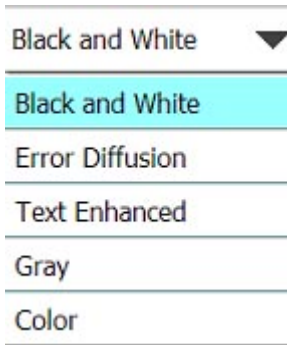 Black and White
Black and White
Error Diffusion
Text Enhanced
Gray
Color